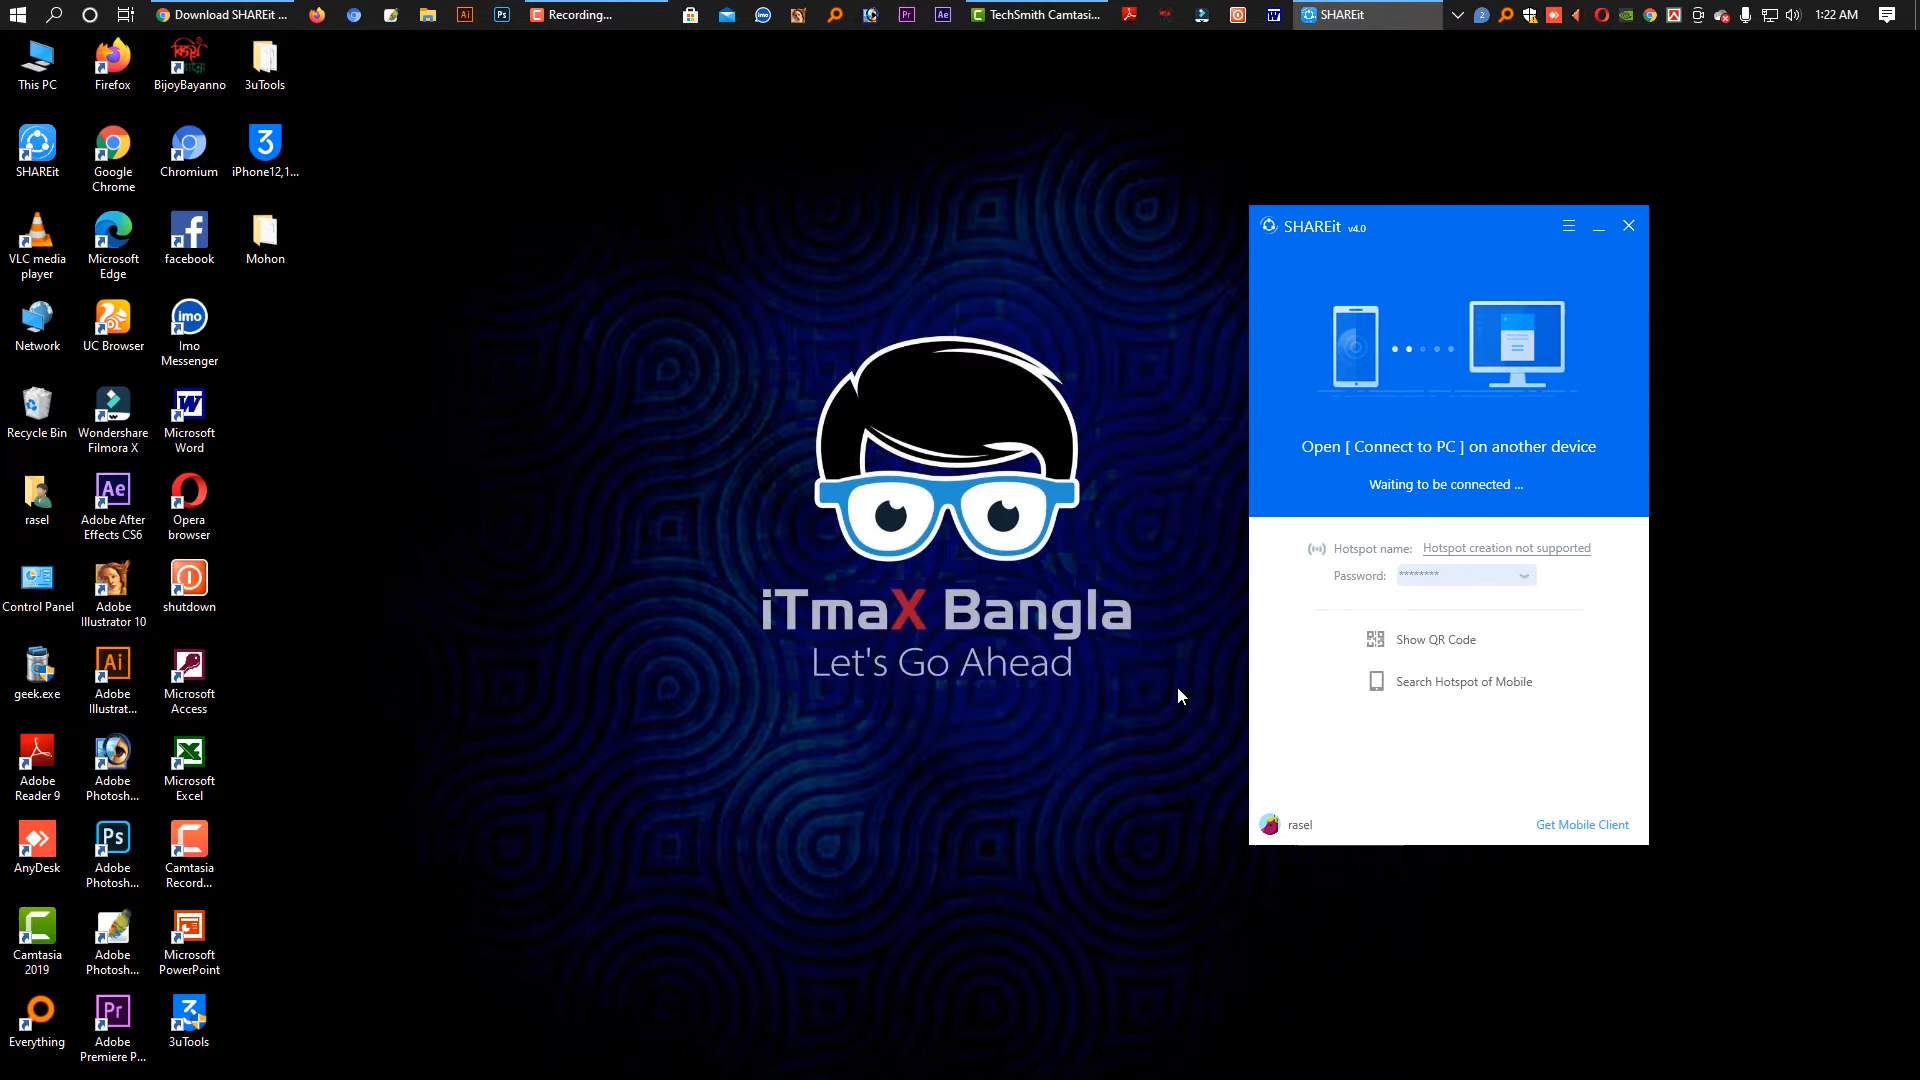 Download SHAREit ...
Recording...
TechSmith Camtasi...
SHAREit
2
1:22 AM
This PC
Firefox
BijoyBayanno
3uTools
SHAREit
Google
Chrome
Chromium
iPhone12,1...
VLC media
player
Microsoft
Edge
facebook
Mohon
Network
UC Browser
imo
Imo
Messenger
Recycle Bin
Wondershare
Filmora X
Microsoft
Word
rasel
Adobe After
Effects CS6
Opera
browser
Control Panel
Adobe
Illustrator 10
shutdown
geek.exe
Adobe
Illustrat...
Microsoft
Access
Adobe
Reader 9
Adobe
Photosh...
Microsoft
Excel
AnyDesk
Adobe
Photosh...
Camtasia
Record...
Camtasia
2019
Adobe
Photosh...
Microsoft
PowerPoint
Everything
Adobe
Premiere P...
3uTools
iTmaX Bangla
Let's Go Ahead
SHAREit v4.0
Open [ Connect to PC ] on another device
Waiting to be connected ...
Hotspot name: Hotspot creation not supported
Password: ********
Show QR Code
Search Hotspot of Mobile
rasel
Get Mobile Client